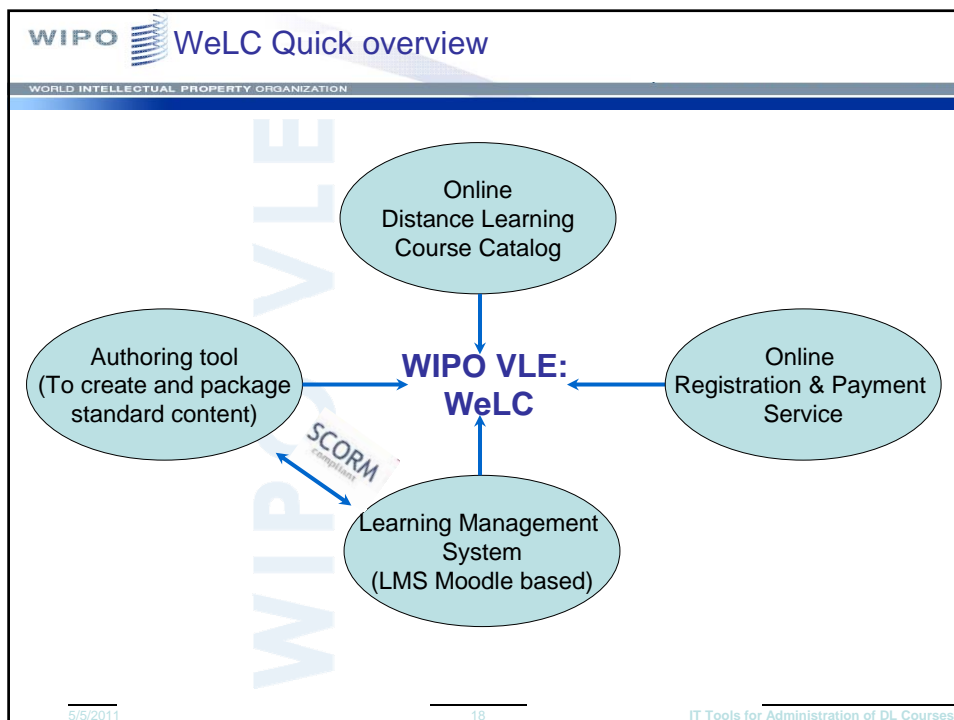 WIPO
WeLC Quick overview
WORLD INTELLECTUAL PROPERTY ORGANIZATION
WIPO VLE
Online
Distance Learning
Course Catalog
Authoring tool
(To create and package
standard content)
WIPO VLE:
WeLC
Online
Registration & Payment
Service
SCORM
compliant
Learning Management
System
(LMS Moodle based)
5/5/2011
18
IT Tools for Administration of DL Courses